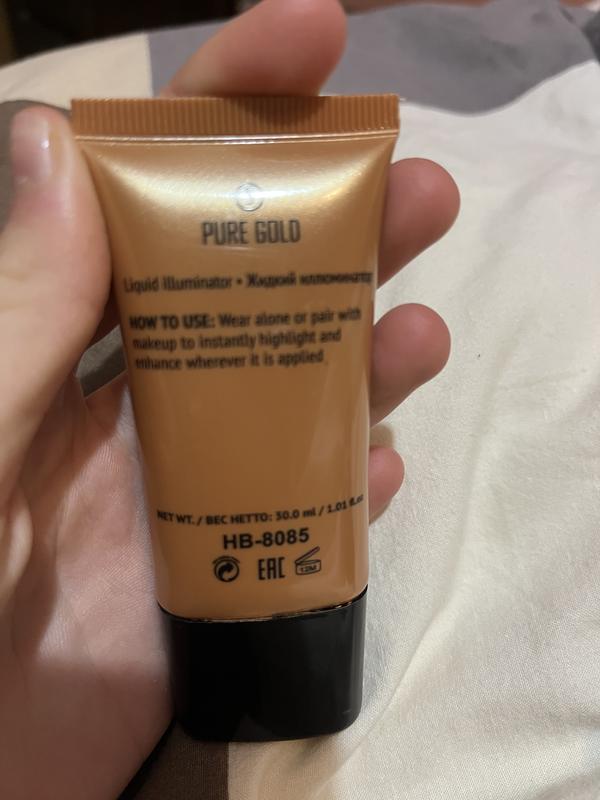 PURE GOLD
Liquid Illuminator • Жидкий иллюминатор
HOW TO USE: Wear alone or pair with
makeup to instantly highlight and
enhance wherever it is applied.
NET WT. / ВЕС НЕТТО: 30.0 ml / 1.01 fl.oz
HB-8085
EAC 12M